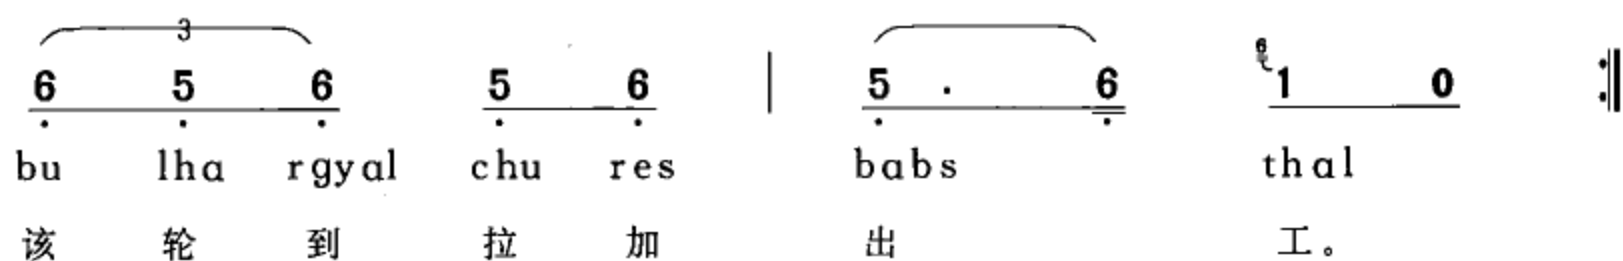 3
6 5 6 5 6 | 5 . 6 6 1 0
bu lha rgyal chu res babs thal
该 轮 到 拉 加 出 工。